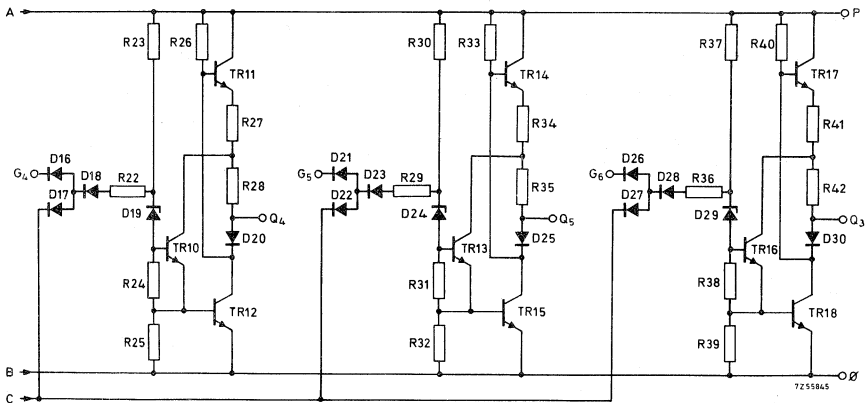 A P
R23 R26 R30 R33 R37 R40
TR11 TR14 TR17
R27 R34 R41
D16 D21 D26
G4 D18 R22 G5 D23 R29 G6 D28 R36
D17 R28 D22 R35 D27 R42
D19 Q4 D24 Q5 D29 Q3
TR10 D20 TR13 D25 TR16 D30
R24 R31 R38
TR12 TR15 TR18
R25 R32 R39
B Ø
7Z55845
C